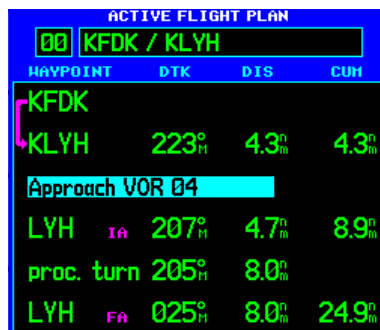 ACTIVE FLIGHT PLAN
00 KFDK / KLYH
WAYPOINT DTK DIS CUM
KFDK
KLYH 223°M 4.3nm 4.3nm
Approach VOR 04
LYH IA 207°M 4.7nm 8.9nm
proc. turn 205°M 8.0nm
LYH FA 025°M 8.0nm 24.9nm